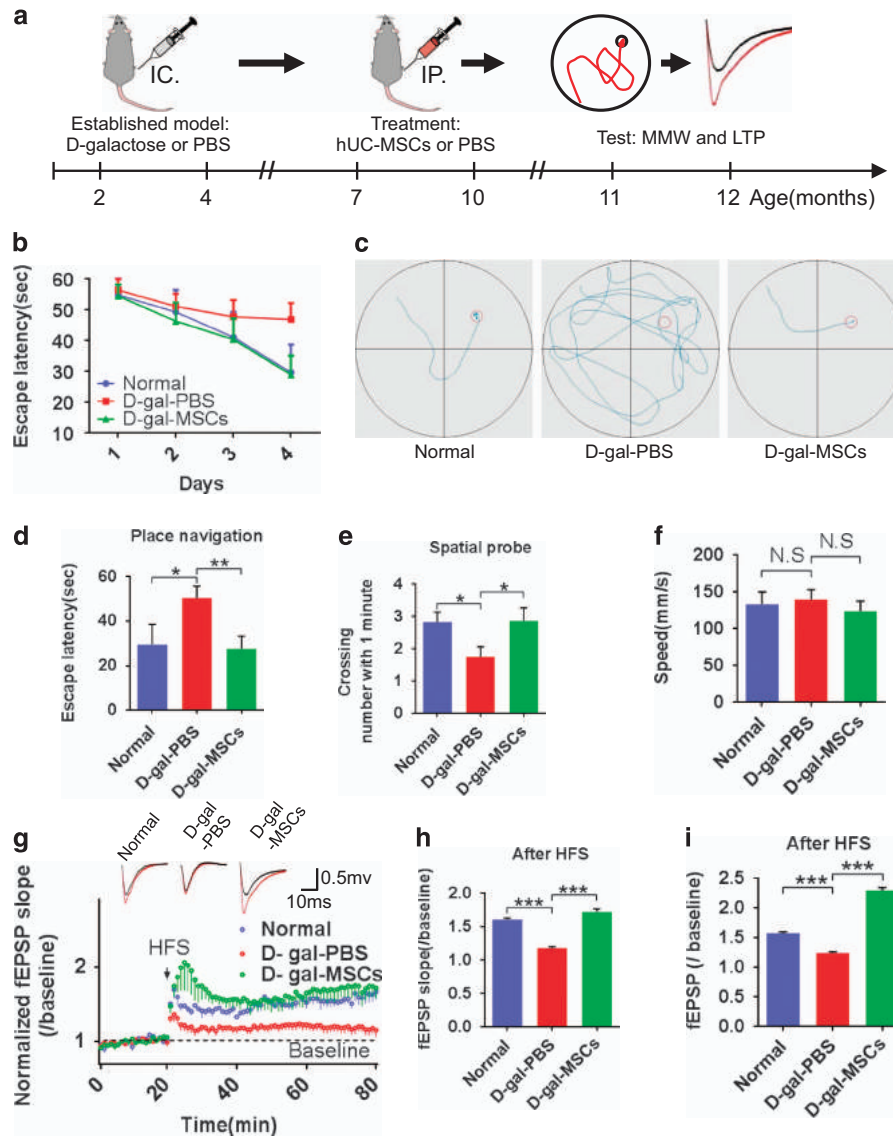 a
IC.
IP.
Established model:
D-galactose or PBS
Treatment:
hUC-MSCs or PBS
Test: MMW and LTP
2 4 7 10 11 12 Age(months)
b
Escape latency(sec)
60
50
40
30
20
10
Normal
D-gal-PBS
D-gal-MSCs
1 2 3 4
Days
c
Normal D-gal-PBS D-gal-MSCs
d
Place navigation
Escape latency(sec)
60
40
20
0
* **
Normal D-gal-PBS D-gal-MSCs
e
Spatial probe
Crossing
number with 1 minute
4
3
2
1
0
* *
Normal D-gal-PBS D-gal-MSCs
f
Speed(mm/s)
200
150
100
50
0
N.S N.S
Normal D-gal-PBS D-gal-MSCs
g
Normal
D-gal
-PBS
D-gal
-MSCs
0.5mv
10ms
Normalized fEPSP slope
(/baseline)
2
1
HFS
Normal
D- gal-PBS
D- gal-MSCs
Baseline
0 20 40 60 80
Time(min)
h
After HFS
fEPSP slope(/baseline)
2.0
1.5
1.0
0.5
0.0
*** ***
Normal D-gal-PBS D-gal-MSCs
i
After HFS
fEPSP (/ baseline)
2.5
2.0
1.5
1.0
0.5
0.0
*** ***
Normal D-gal-PBS D-gal-MSCs